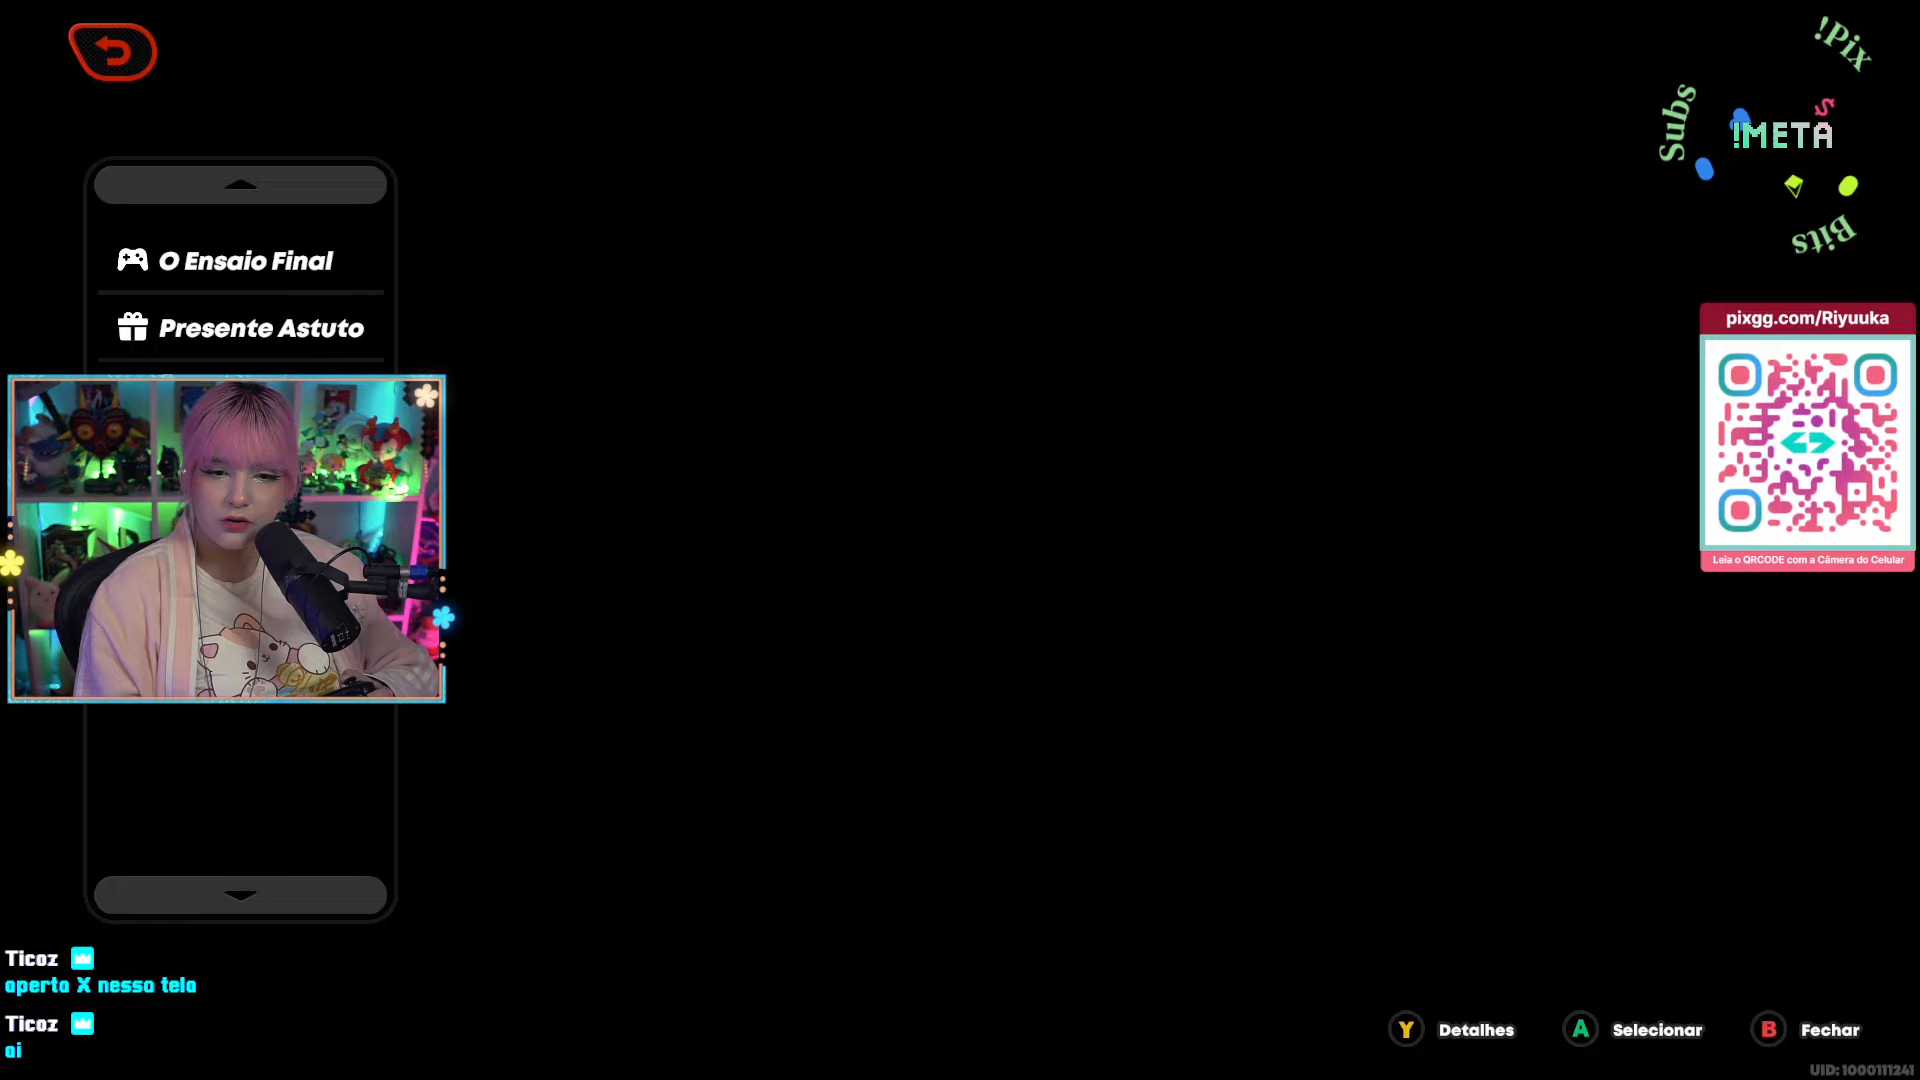 !Pix
Subs
!META
Bits
O Ensaio Final
Presente Astuto
pixgg.com/Riyuuka
Leia o QRCODE com a Câmera do Celular
Ticoz
aperta X nessa tela
Ticoz
ai
Y Detalhes
A Selecionar
B Fechar
UID: 1000111241